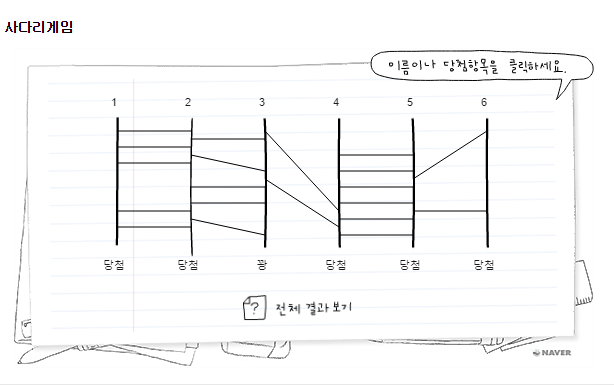 사다리게임
이름이나 당첨항목을 클릭하세요.
1 2 3 4 5 6
당첨 당첨 꽝 당첨 당첨 당첨
? 전체 결과보기
NAVER